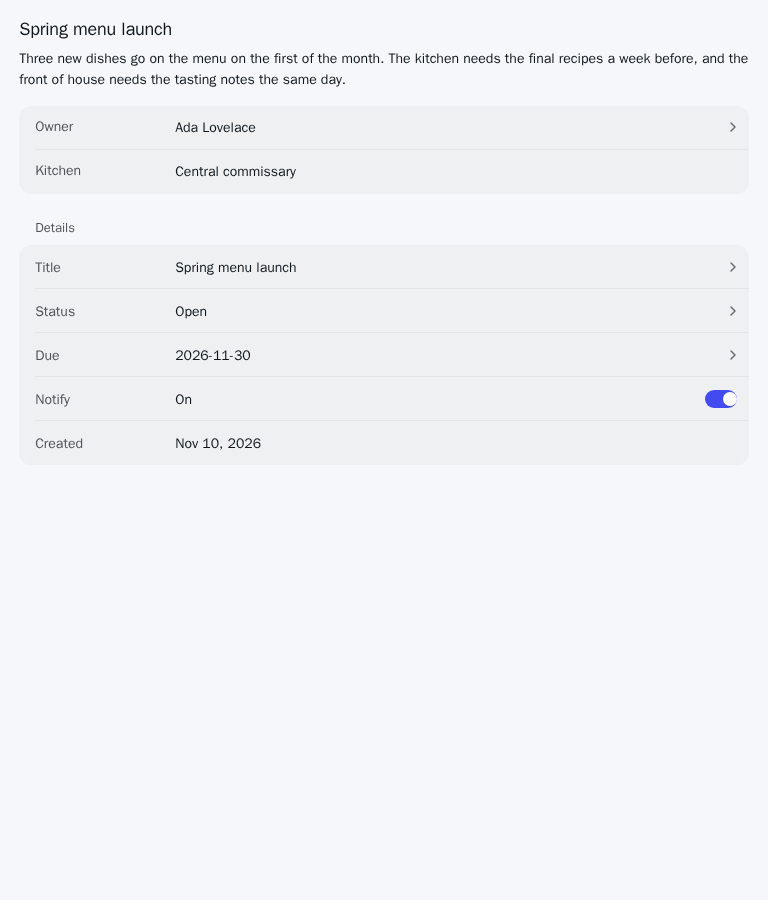 Spring menu launch
Three new dishes go on the menu on the first of the month. The kitchen needs the final recipes a week before, and the
front of house needs the tasting notes the same day.
Owner Ada Lovelace
Kitchen Central commissary
Details
Title Spring menu launch
Status Open
Due 2026-11-30
Notify On
Created Nov 10, 2026